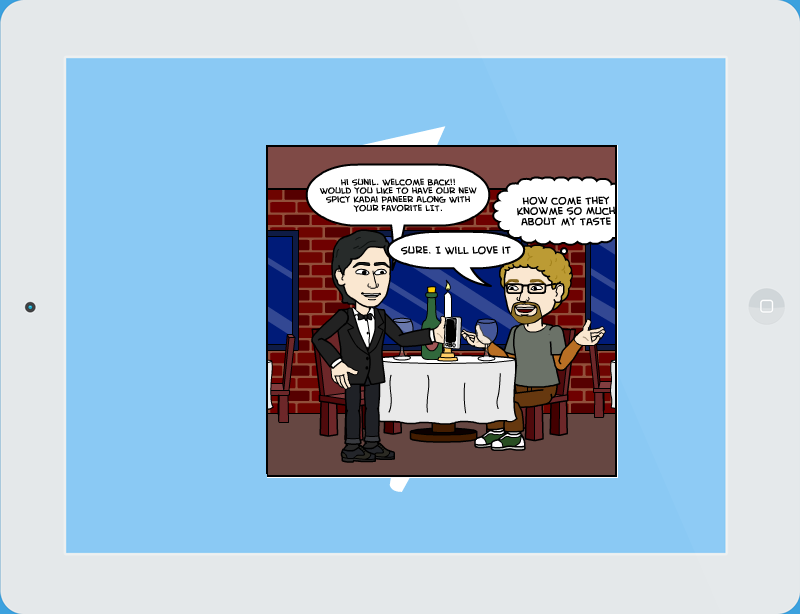 HI SUNIL. WELCOME BACK!!
WOULD YOU LIKE TO HAVE OUR NEW
SPICY KADAI PANEER ALONG WITH
YOUR FAVORITE LIT.
HOW COME THEY
KNOWME SO MUCH
ABOUT MY TASTE
SURE. I WILL LOVE IT